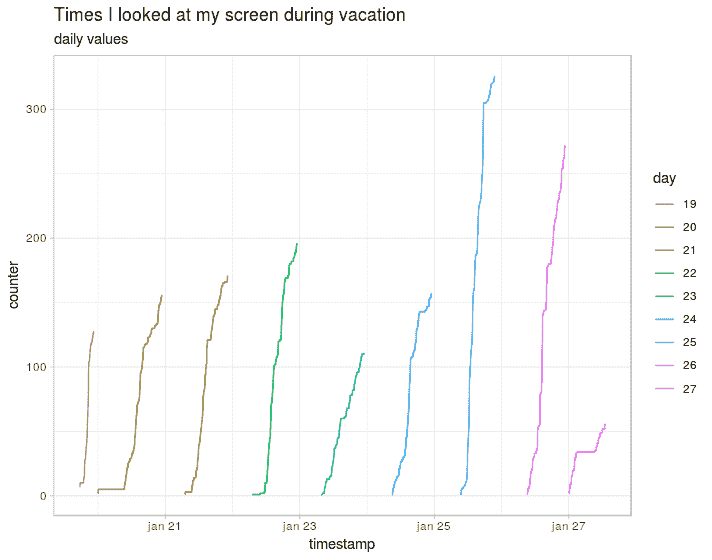 Times I looked at my screen during vacation
daily values
300
200
100
0
counter
jan 21
jan 23
jan 25
jan 27
timestamp
day
19
20
21
22
23
24
25
26
27